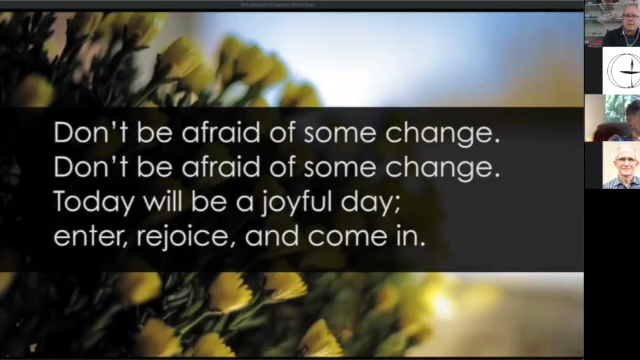 Don't be afraid of some change.
Don't be afraid of some change.
Today will be a joyful day;
enter, rejoice, and come in.